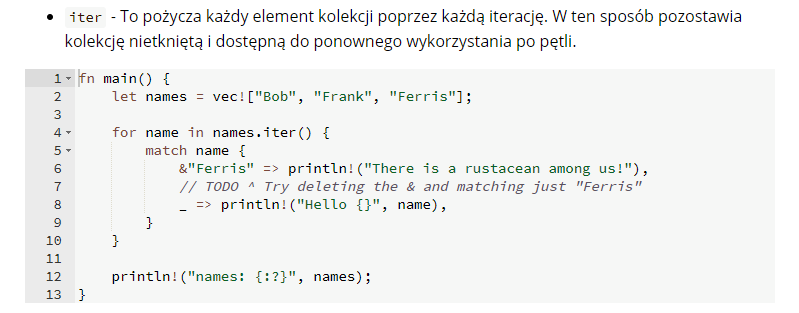 iter - To pożycza każdy element kolekcji poprzez każdą iterację. W ten sposób pozostawia
kolekcję nietkniętą i dostępną do ponownego wykorzystania po pętli.
1 fn main() {
2     let names = vec!["Bob", "Frank", "Ferris"];
3
4     for name in names.iter() {
5         match name {
6             &"Ferris" => println!("There is a rustacean among us!"),
7             // TODO ^ Try deleting the & and matching just "Ferris"
8             _ => println!("Hello {}", name),
9         }
10     }
11
12     println!("names: {:?}", names);
13 }